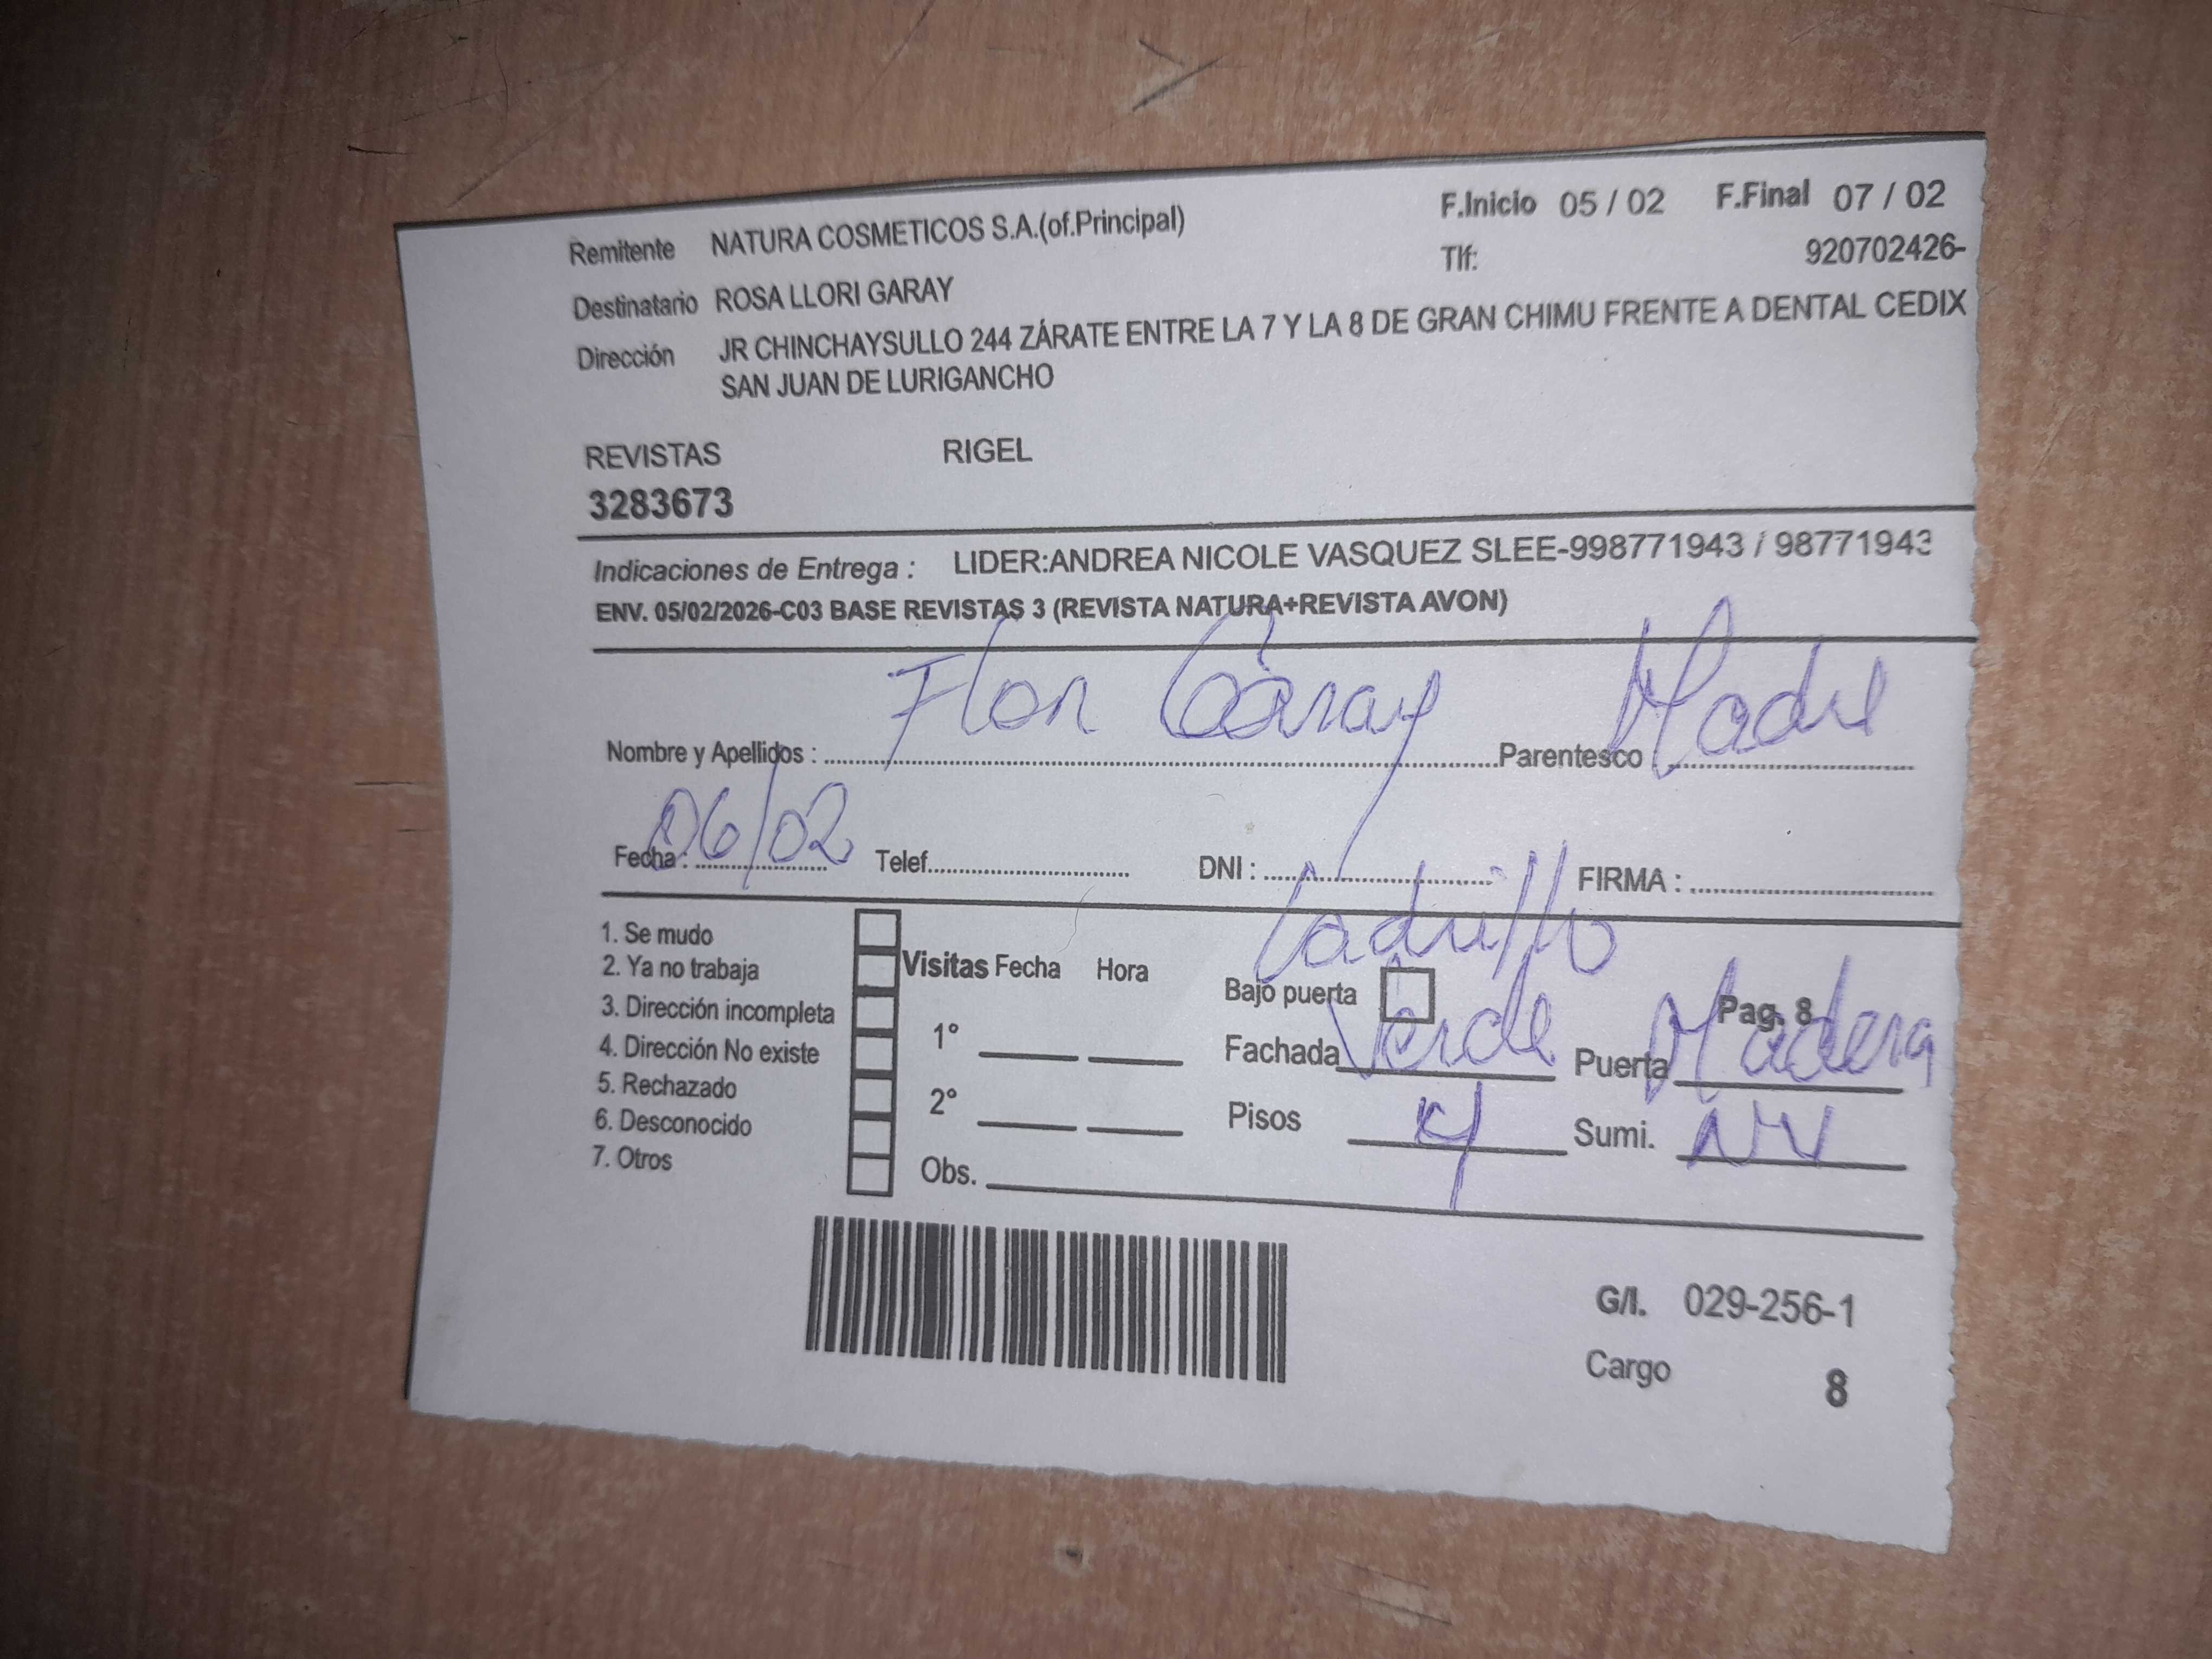 Remitente NATURA COSMETICOS S.A.(of.Principal) F.Inicio 05 / 02 F.Final 07 / 02
Tlf: 920702426-
Destinatario ROSA LLORI GARAY
Dirección JR CHINCHAYSULLO 244 ZÁRATE ENTRE LA 7 Y LA 8 DE GRAN CHIMU FRENTE A DENTAL CEDIX
SAN JUAN DE LURIGANCHO
REVISTAS RIGEL
3283673
Indicaciones de Entrega : LIDER:ANDREA NICOLE VASQUEZ SLEE-998771943 / 98771943
ENV. 05/02/2026-C03 BASE REVISTAS 3 (REVISTA NATURA+REVISTA AVON)
Nombre y Apellidos : Flor Garay Parentesco : Madre
Fecha : 06/02 Telef. DNI : FIRMA :
1. Se mudo
2. Ya no trabaja
3. Dirección incompleta
4. Dirección No existe
5. Rechazado
6. Desconocido
7. Otros
Visitas Fecha Hora
1°
2°
Obs.
Ladrillo
Bajo puerta Pag. 8
Fachada Verde Puerta Madera
Pisos 4 Sumi. NV
G/I. 029-256-1
Cargo 8